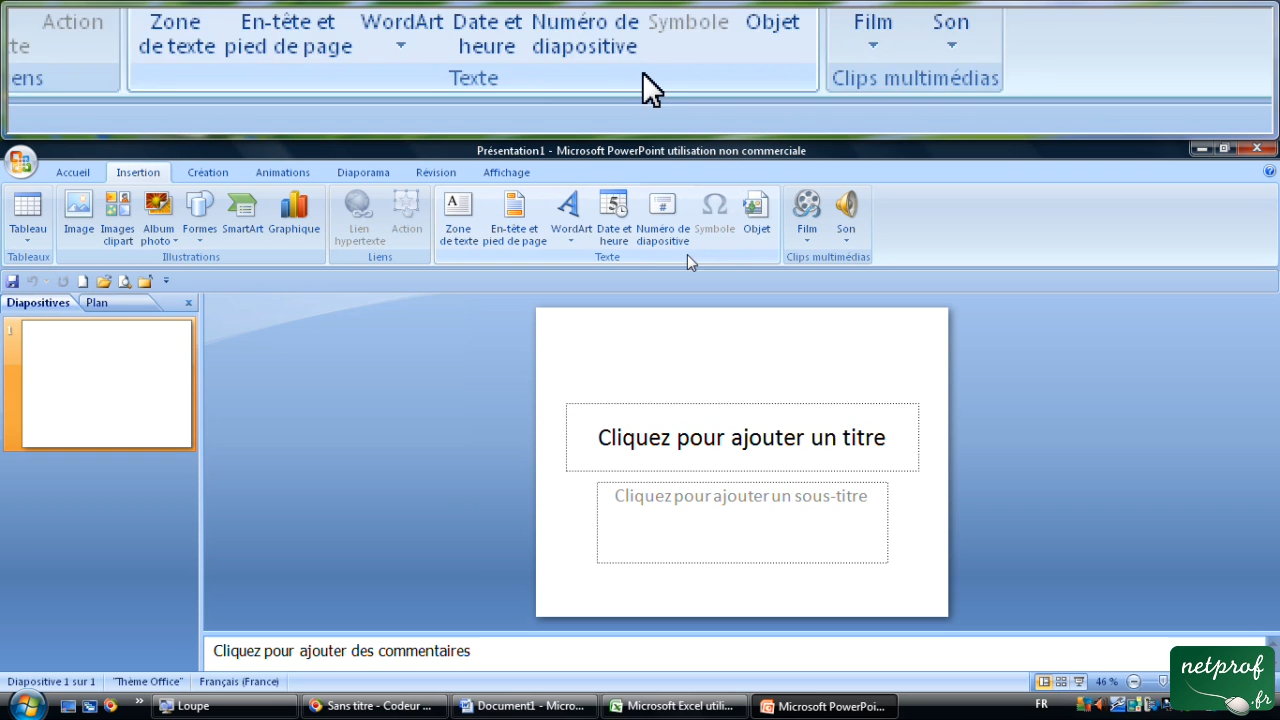 Action
Zone
de texte
En-tête et
pied de page
WordArt
Date et
heure
Numéro de
diapositive
Symbole
Objet
Film
Son
te
ens
Texte
Clips multimédias
Présentation1 - Microsoft PowerPoint utilisation non commerciale
Accueil
Insertion
Création
Animations
Diaporama
Révision
Affichage
Tableau
Image
Images
clipart
Album
photo
Formes
SmartArt
Graphique
Lien
hypertexte
Action
Zone
de texte
En-tête et
pied de page
WordArt
Date et
heure
Numéro de
diapositive
Symbole
Objet
Film
Son
Tableaux
Illustrations
Liens
Texte
Clips multimédias
Diapositives
Plan
1
Cliquez pour ajouter un titre
Cliquez pour ajouter un sous-titre
Cliquez pour ajouter des commentaires
Diapositive 1 sur 1
"Thème Office"
Français (France)
46 %
netprof
.fr
Loupe
Sans titre - Codeur ...
Document1 - Micro...
Microsoft Excel utili...
Microsoft PowerPoi...
FR